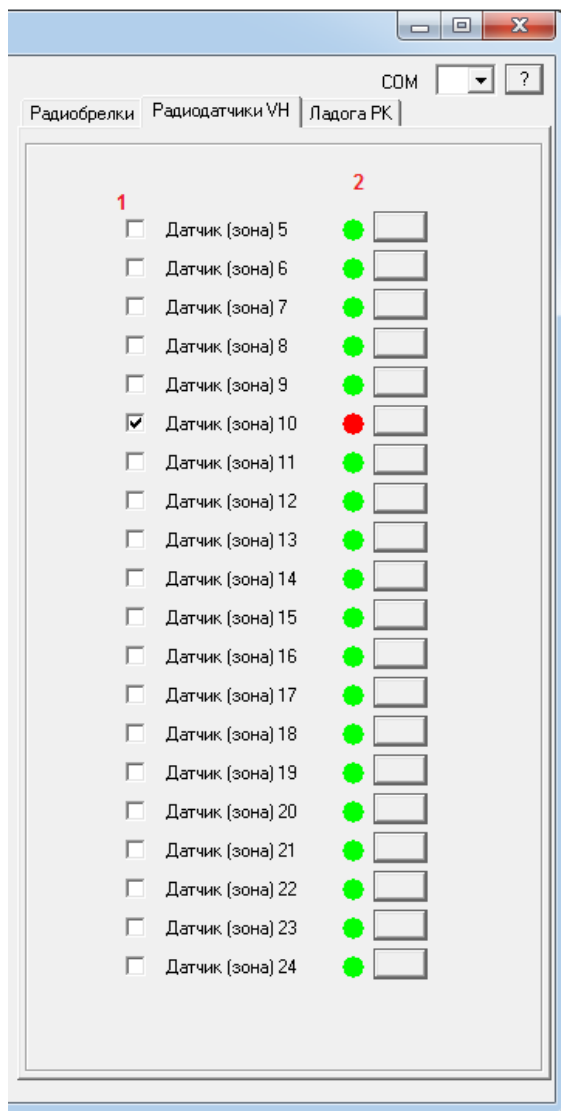 COM ?
Радиобрелки Радиодатчики VH Ладога РК
2
1
Датчик (зона) 5
Датчик (зона) 6
Датчик (зона) 7
Датчик (зона) 8
Датчик (зона) 9
Датчик (зона) 10
Датчик (зона) 11
Датчик (зона) 12
Датчик (зона) 13
Датчик (зона) 14
Датчик (зона) 15
Датчик (зона) 16
Датчик (зона) 17
Датчик (зона) 18
Датчик (зона) 19
Датчик (зона) 20
Датчик (зона) 21
Датчик (зона) 22
Датчик (зона) 23
Датчик (зона) 24